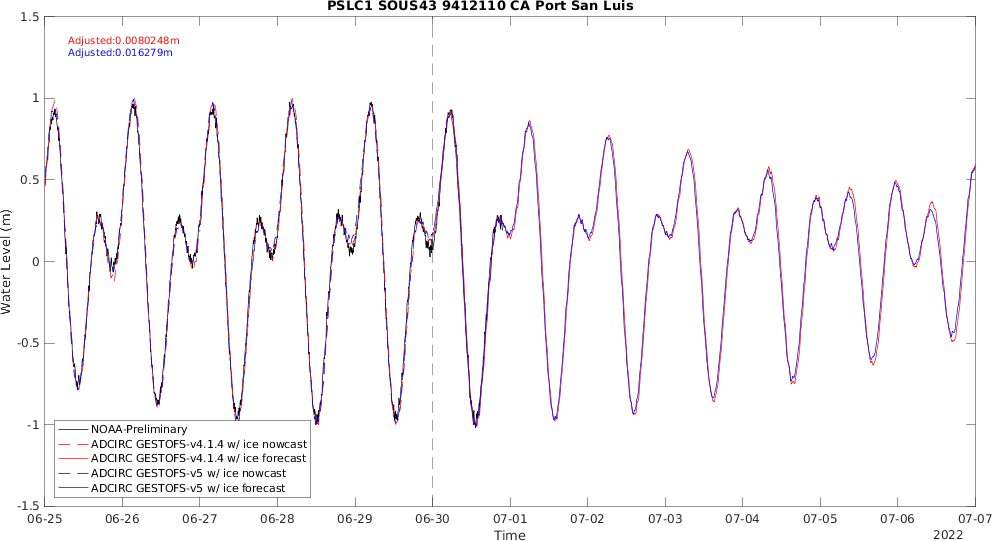 PSLC1 SOUS43 9412110 CA Port San Luis
Adjusted:0.0080248m
Adjusted:0.016279m
1.5
1
0.5
0
-0.5
-1
-1.5
Water Level (m)
NOAA-Preliminary
ADCIRC GESTOFS-v4.1.4 w/ ice nowcast
ADCIRC GESTOFS-v4.1.4 w/ ice forecast
ADCIRC GESTOFS-v5 w/ ice nowcast
ADCIRC GESTOFS-v5 w/ ice forecast
06-25 06-26 06-27 06-28 06-29 06-30 07-01 07-02 07-03 07-04 07-05 07-06 07-07
Time
2022